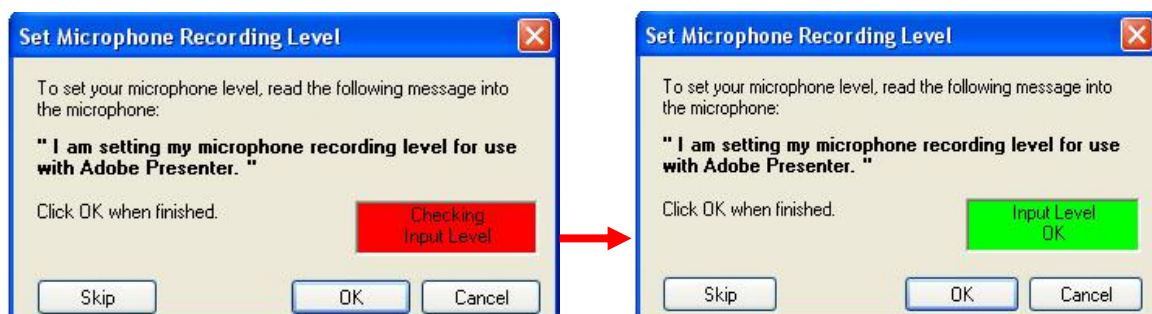 Set Microphone Recording Level
To set your microphone level, read the following message into
the microphone:
" I am setting my microphone recording level for use
with Adobe Presenter. "
Click OK when finished.
Checking
Input Level
Skip
OK
Cancel
Set Microphone Recording Level
To set your microphone level, read the following message into
the microphone:
" I am setting my microphone recording level for use
with Adobe Presenter. "
Click OK when finished.
Input Level
OK
Skip
OK
Cancel